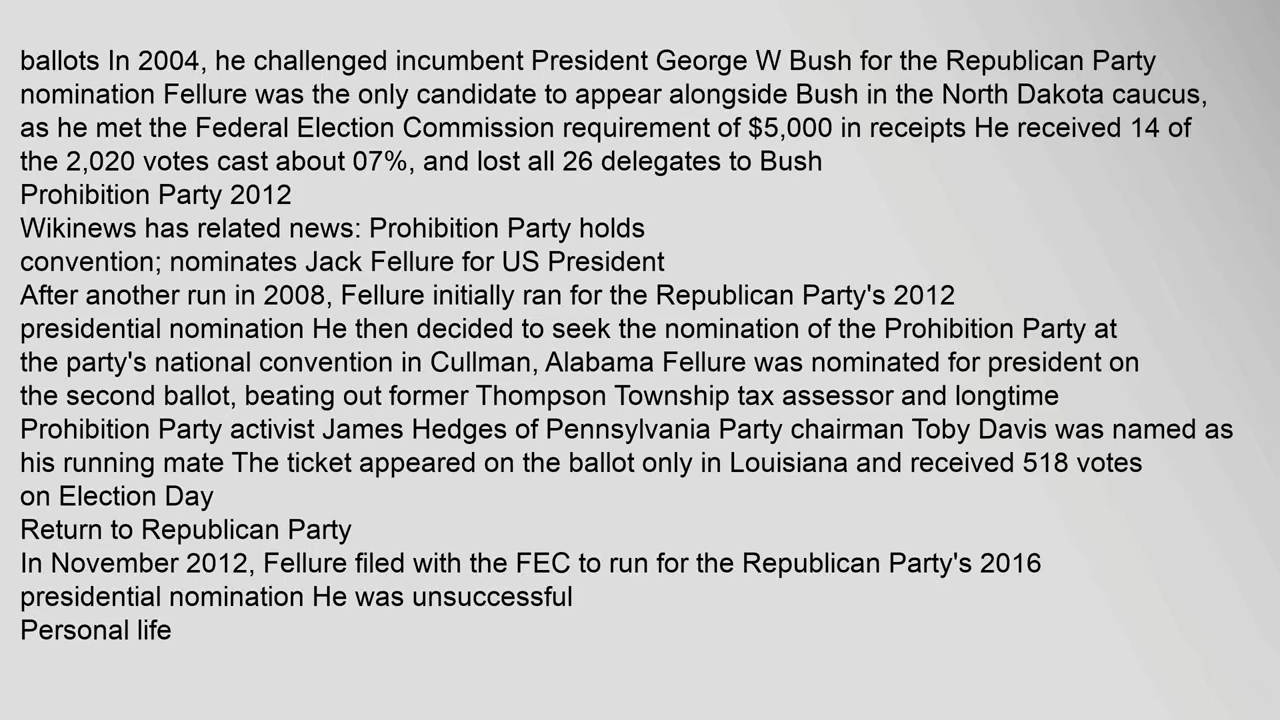 ballots In 2004, he challenged incumbent President George W Bush for the Republican Party
nomination Fellure was the only candidate to appear alongside Bush in the North Dakota caucus,
as he met the Federal Election Commission requirement of $5,000 in receipts He received 14 of
the 2,020 votes cast about 07%, and lost all 26 delegates to Bush
Prohibition Party 2012
Wikinews has related news: Prohibition Party holds
convention; nominates Jack Fellure for US President
After another run in 2008, Fellure initially ran for the Republican Party's 2012
presidential nomination He then decided to seek the nomination of the Prohibition Party at
the party's national convention in Cullman, Alabama Fellure was nominated for president on
the second ballot, beating out former Thompson Township tax assessor and longtime
Prohibition Party activist James Hedges of Pennsylvania Party chairman Toby Davis was named as
his running mate The ticket appeared on the ballot only in Louisiana and received 518 votes
on Election Day
Return to Republican Party
In November 2012, Fellure filed with the FEC to run for the Republican Party's 2016
presidential nomination He was unsuccessful
Personal life